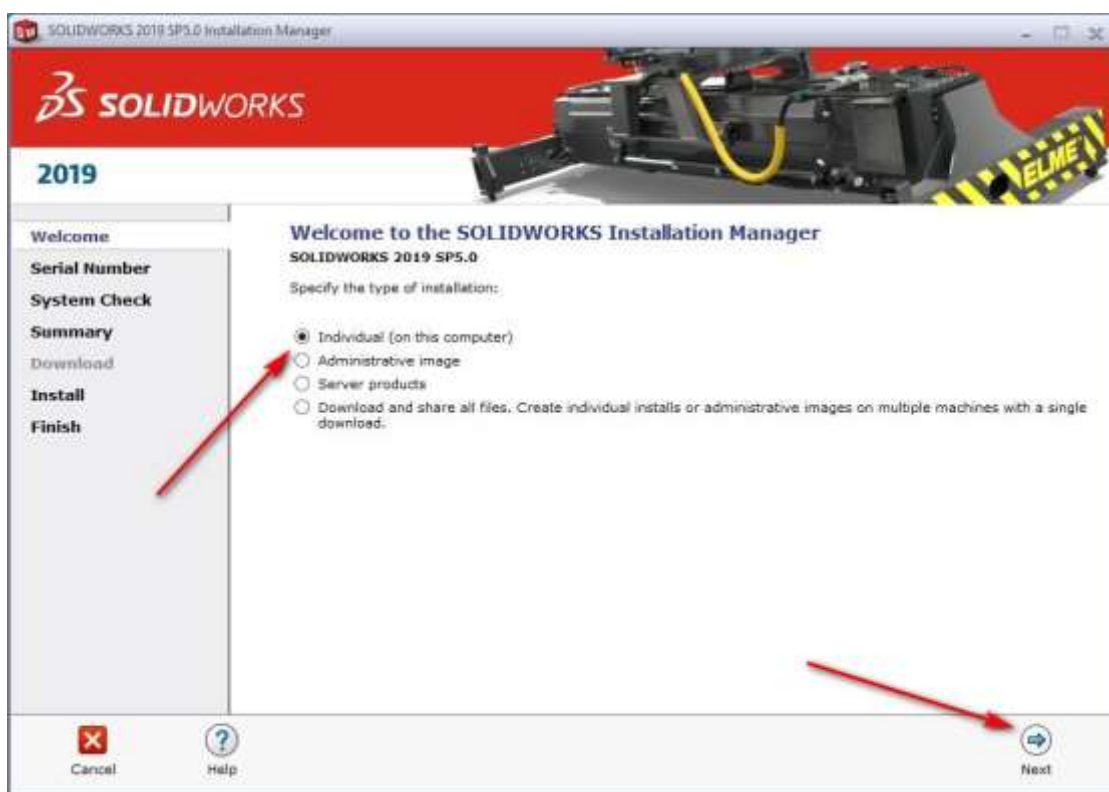 SOLIDWORKS 2019 SP5.0 Installation Manager
SOLIDWORKS
2019
ELME
Welcome
Serial Number
System Check
Summary
Download
Install
Finish
Welcome to the SOLIDWORKS Installation Manager
SOLIDWORKS 2019 SP5.0
Specify the type of installation:
Individual (on this computer)
Administrative image
Server products
Download and share all files. Create individual installs or administrative images on multiple machines with a single
download.
Cancel
Help
Next